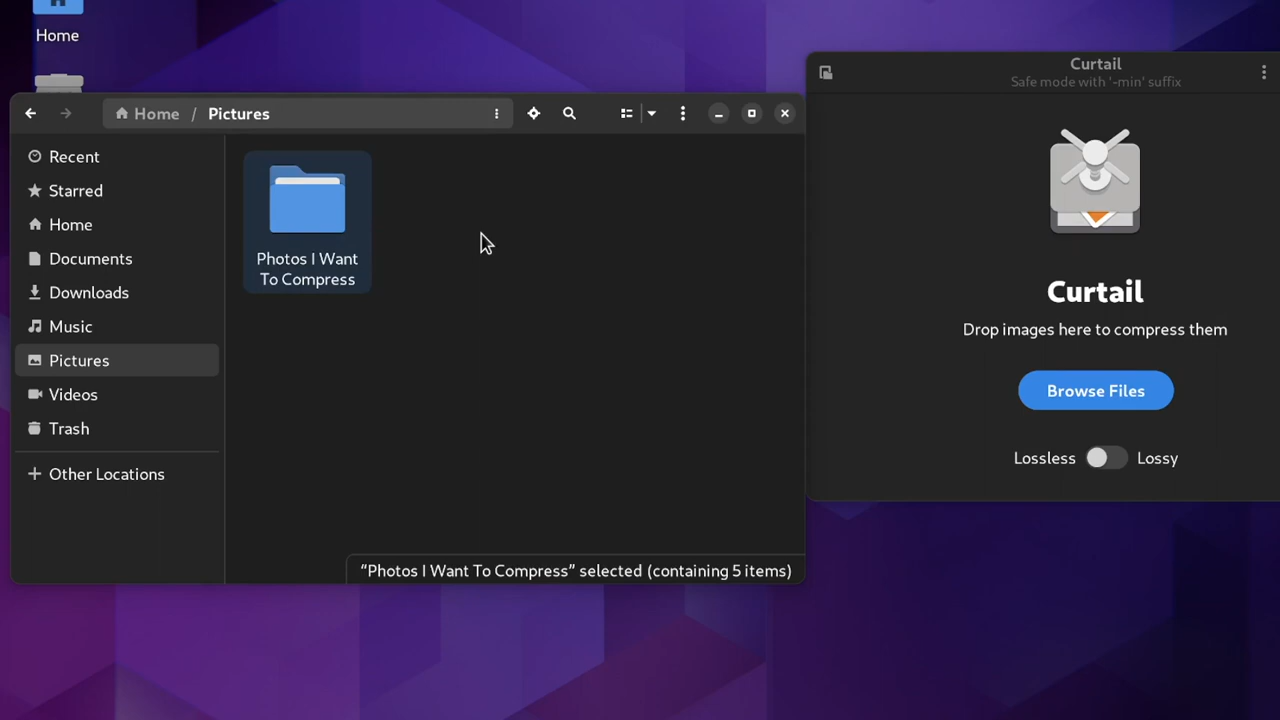 Home
Home / Pictures
Recent
Starred
Home
Documents
Downloads
Music
Pictures
Videos
Trash
+ Other Locations
Photos I Want
To Compress
“Photos I Want To Compress” selected (containing 5 items)
Curtail
Safe mode with '-min' suffix
Curtail
Drop images here to compress them
Browse Files
Lossless Lossy